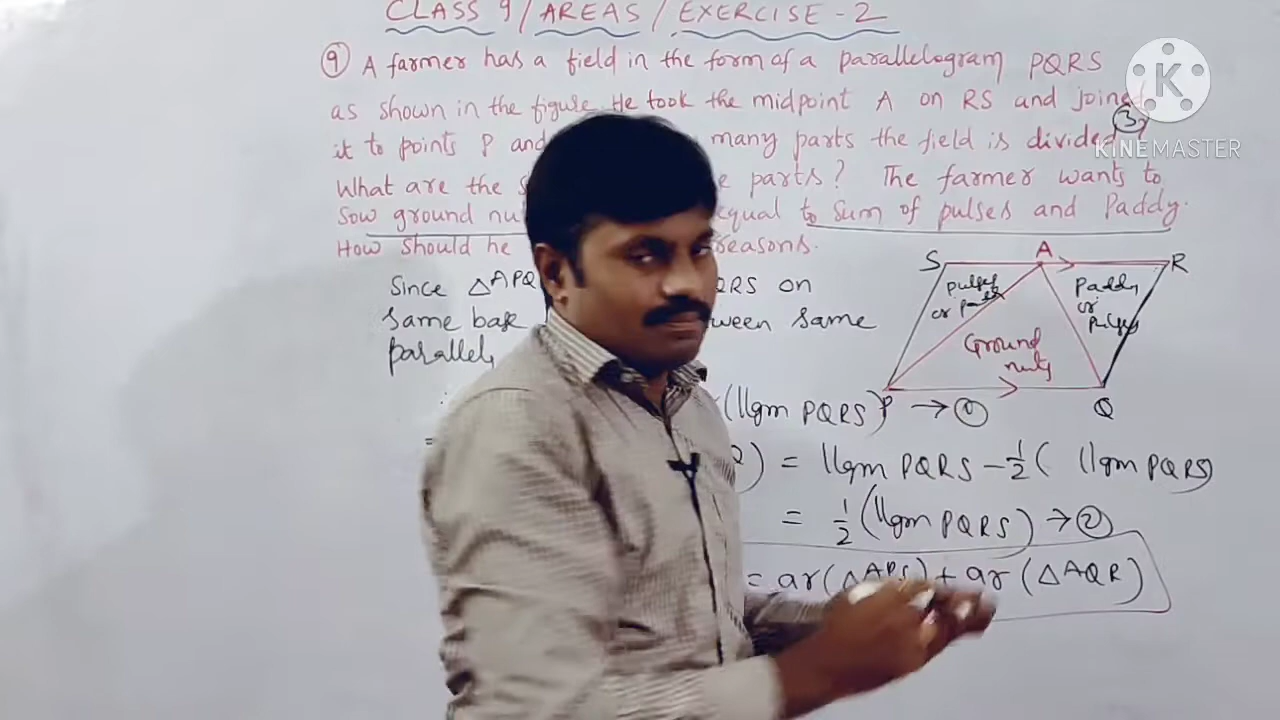 CLASS 9 / AREAS / EXERCISE - 2
9) A farmer has a field in the form of a parallelogram PQRS
as shown in the figure. He took the midpoint A on RS and joined
3
it to points P and many parts the field is divided?
What are the parts? The farmer wants to
Sow ground nu equal to sum of pulses and Paddy.
How should he reasons.
Since △APQ QRS on
same base ween same
parallels
(llgm PQRS) → 1
) = llgm PQRS - 1/2 ( llgm PQRS)
= 1/2 (llgm PQRS) → 2
= ar(△APS) + ar (△AQR)
S A R
pulses Paddy
or or
pulses
Ground
nuts
P Q
K
KINEMASTER